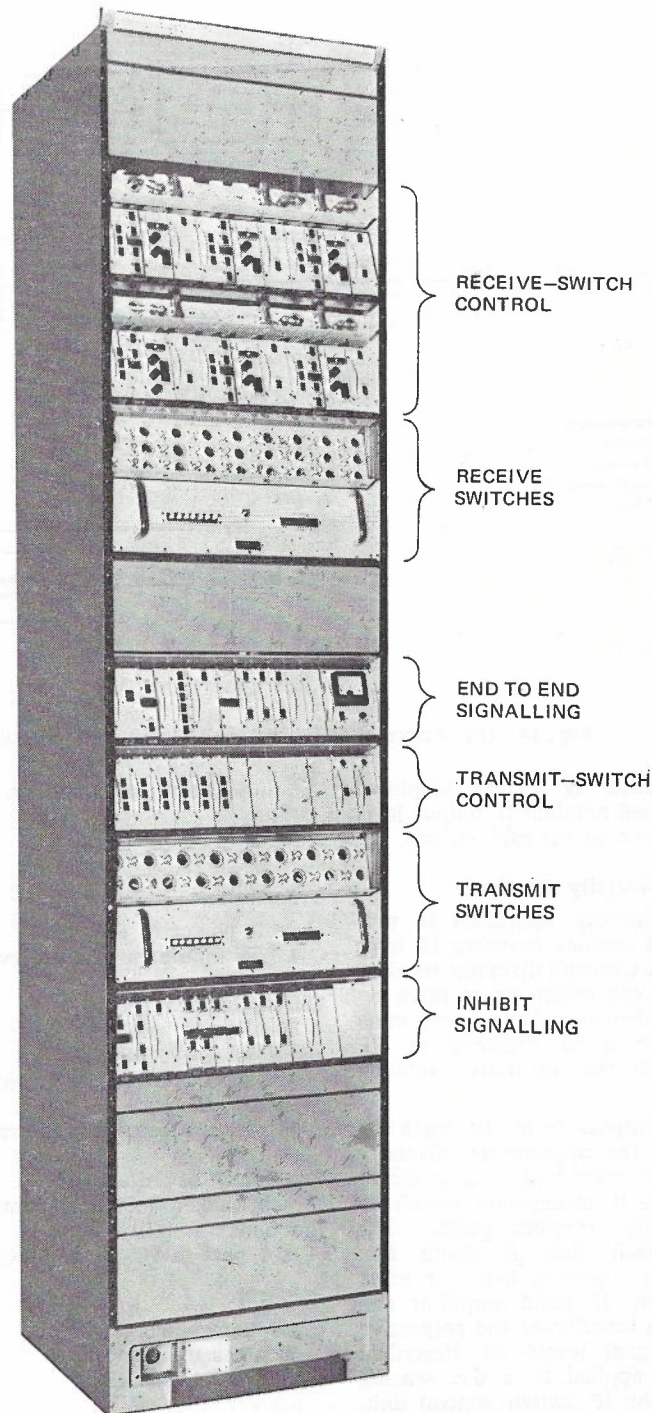 RECEIVE–SWITCH
CONTROL
RECEIVE
SWITCHES
END TO END
SIGNALLING
TRANSMIT–SWITCH
CONTROL
TRANSMIT
SWITCHES
INHIBIT
SIGNALLING